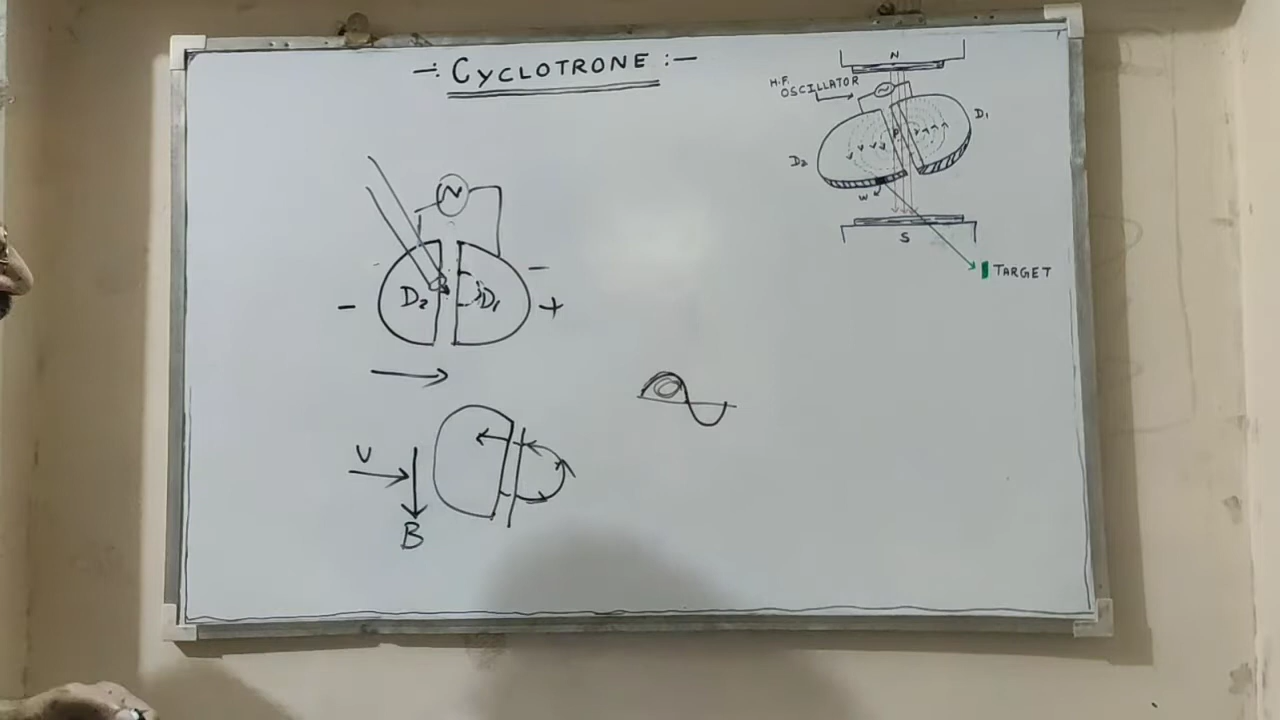 -: CYCLOTRONE :-
N
H.F.
OSCILLATOR
D₁
P
D₂
W
S
TARGET
-
D₂
D₁
-
+
U
B